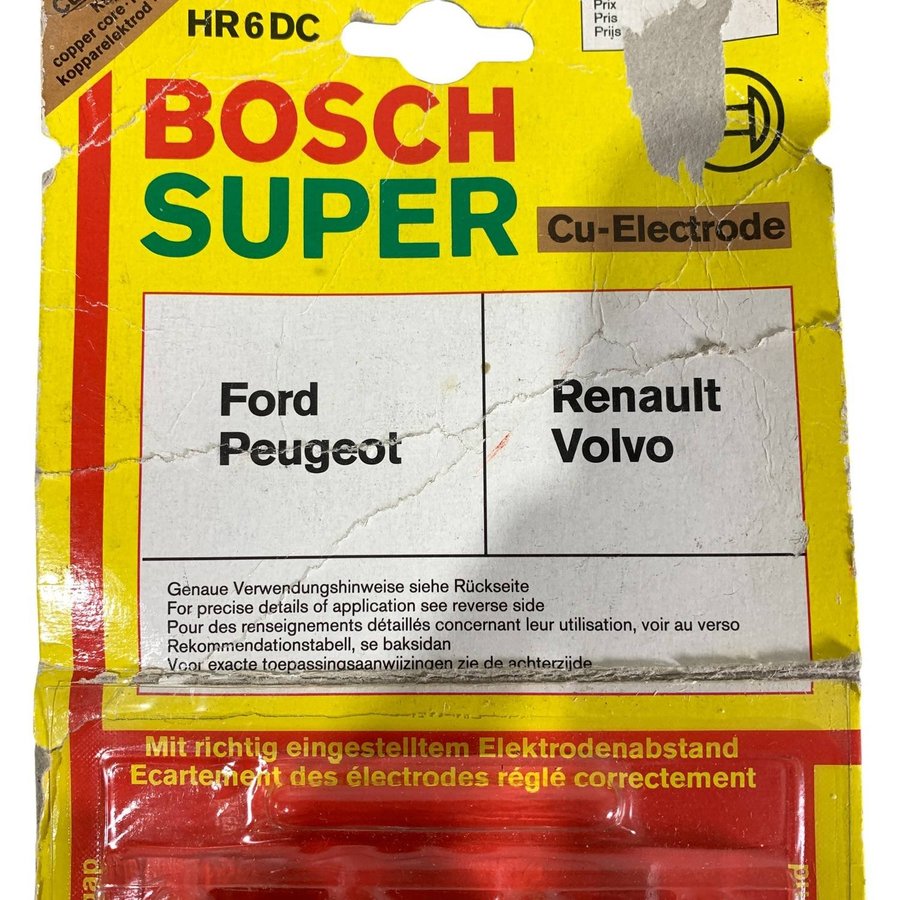 HR 6 DC
copper core
kopparelektrod
Prix
Pris
Prijs
BOSCH
SUPER
Cu-Electrode
Ford
Peugeot
Renault
Volvo
Genaue Verwendungshinweise siehe Rückseite
For precise details of application see reverse side
Pour des renseignements détaillés concernant leur utilisation, voir au verso
Rekommendationstabell, se baksidan
Voor exacte toepassingsaanwijzingen zie de achterzijde
Mit richtig eingestelltem Elektrodenabstand
Ecartement des électrodes réglé correctement